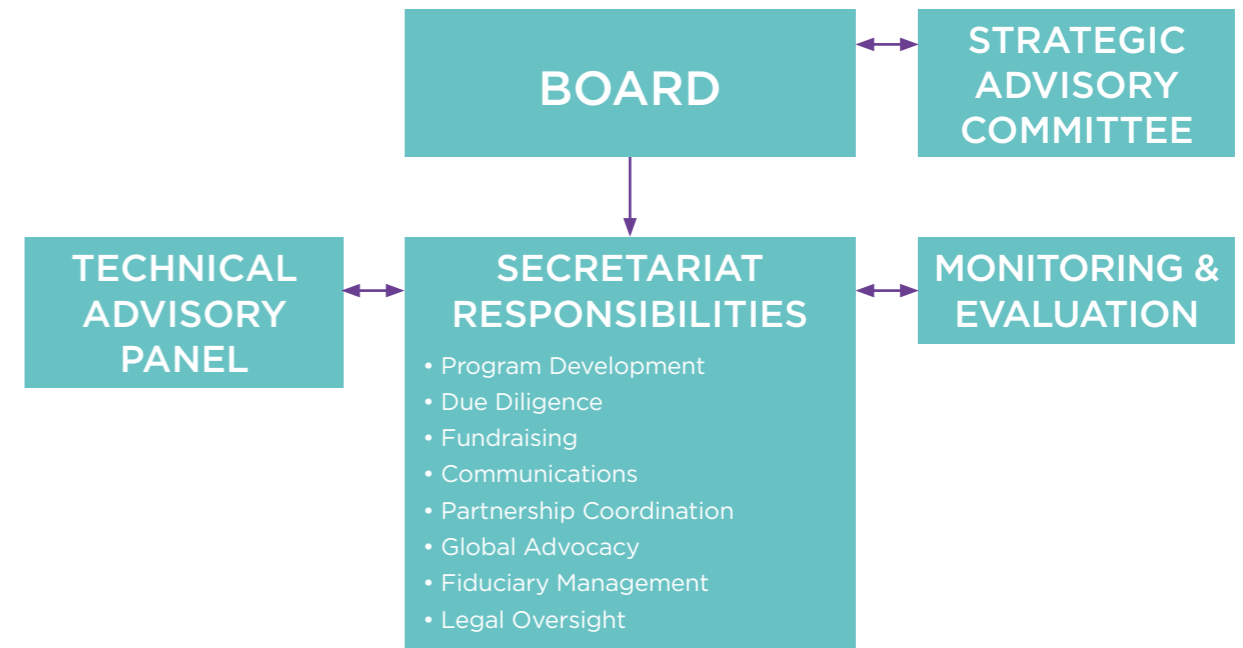 BOARD
STRATEGIC
ADVISORY
COMMITTEE
TECHNICAL
ADVISORY
PANEL
SECRETARIAT
RESPONSIBILITIES
• Program Development
• Due Diligence
• Fundraising
• Communications
• Partnership Coordination
• Global Advocacy
• Fiduciary Management
• Legal Oversight
MONITORING &
EVALUATION